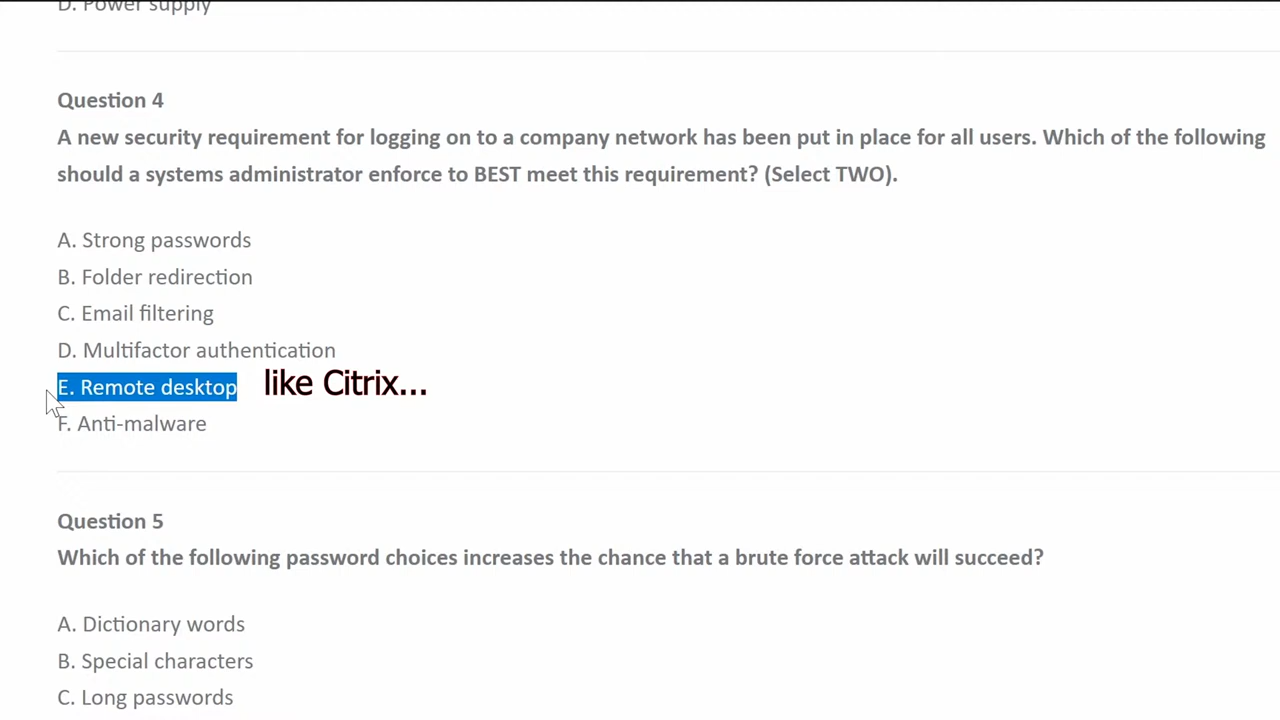 D. Power supply
Question 4
A new security requirement for logging on to a company network has been put in place for all users. Which of the following
should a systems administrator enforce to BEST meet this requirement? (Select TWO).
A. Strong passwords
B. Folder redirection
C. Email filtering
D. Multifactor authentication
E. Remote desktop like Citrix...
F. Anti-malware
Question 5
Which of the following password choices increases the chance that a brute force attack will succeed?
A. Dictionary words
B. Special characters
C. Long passwords